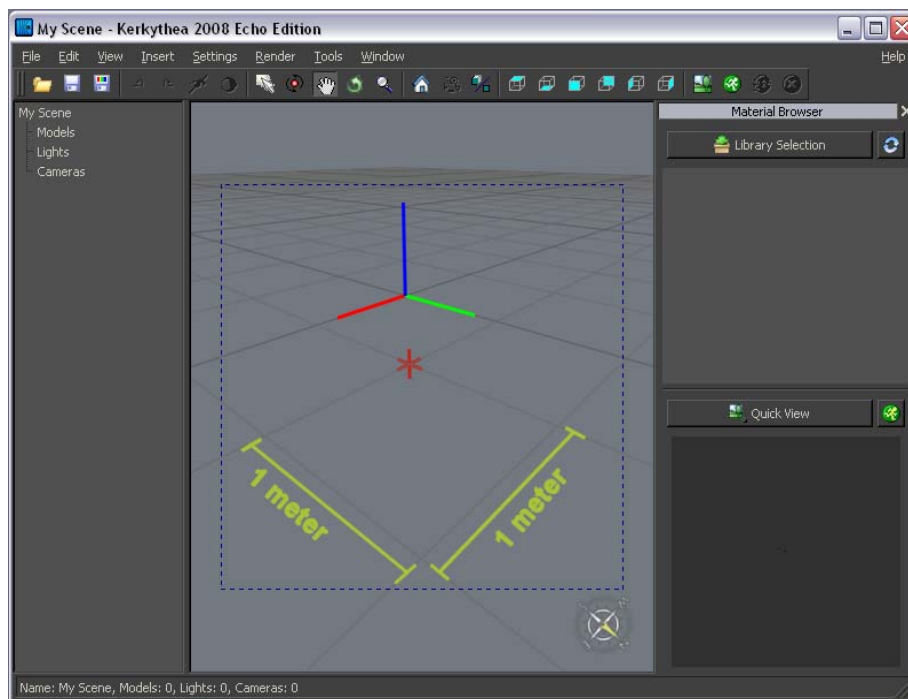 My Scene - Kerkythea 2008 Echo Edition
File Edit View Insert Settings Render Tools Window Help
My Scene
Models
Lights
Cameras
1 meter
1 meter
Material Browser
Library Selection
Quick View
Name: My Scene, Models: 0, Lights: 0, Cameras: 0